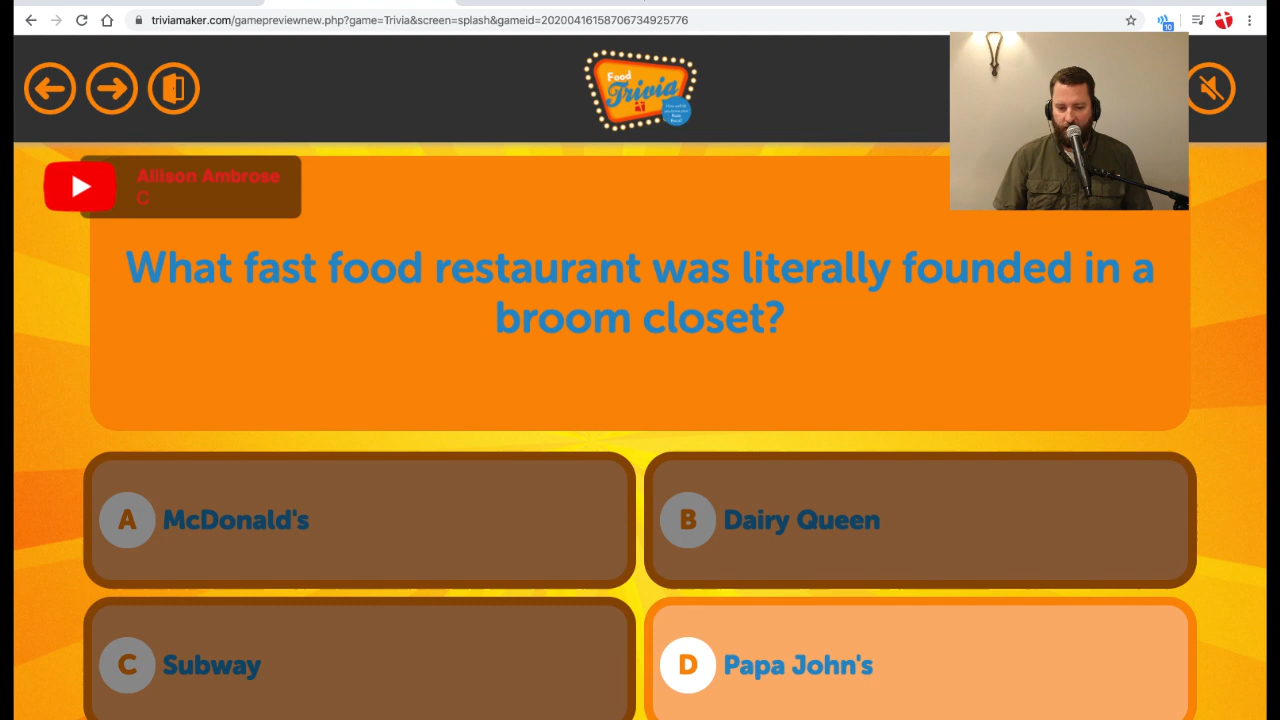 triviamaker.com/gamepreviewnew.php?game=Trivia&screen=splash&gameid=20200416158706734925776
10
Food
Trivia
Allison Ambrose
C
What fast food restaurant was literally founded in a
broom closet?
A McDonald's
B Dairy Queen
C Subway
D Papa John's